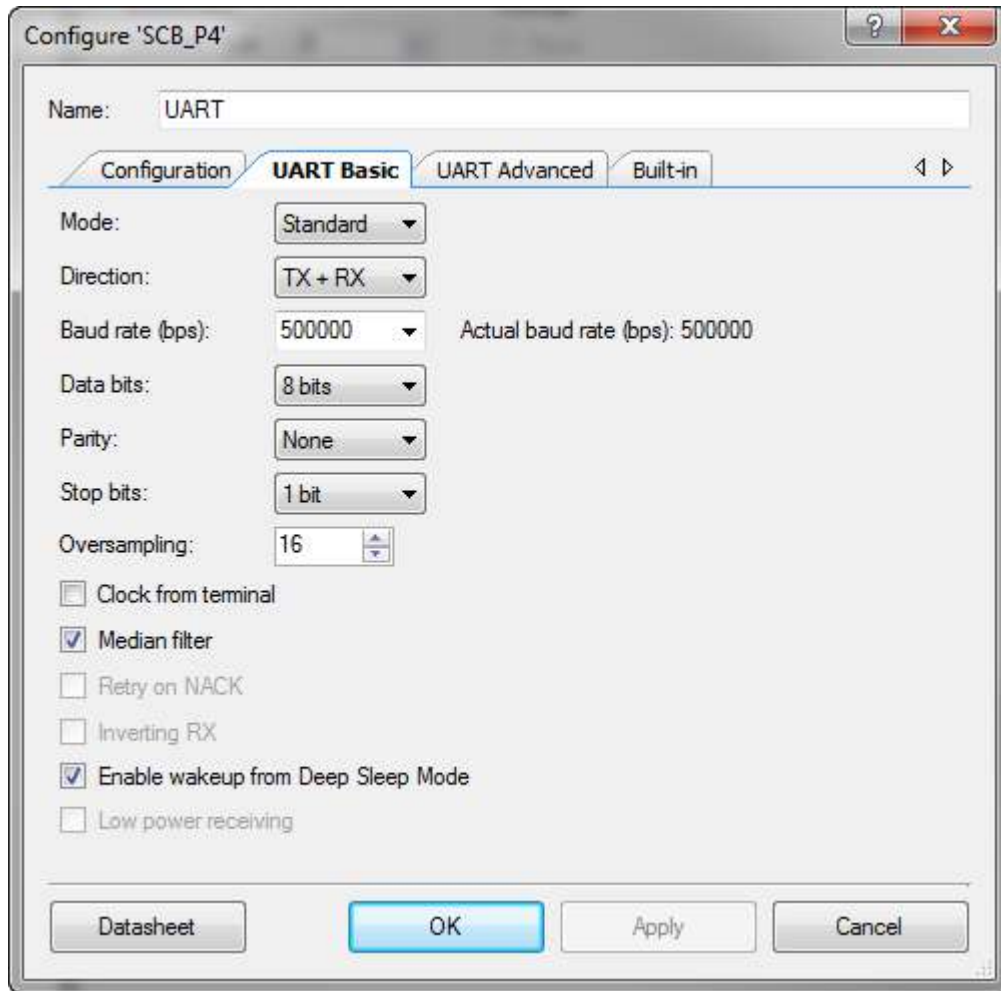 Configure 'SCB_P4'
Name: UART
Configuration UART Basic UART Advanced Built-in
Mode: Standard
Direction: TX + RX
Baud rate (bps): 500000 Actual baud rate (bps): 500000
Data bits: 8 bits
Parity: None
Stop bits: 1 bit
Oversampling: 16
Clock from terminal
Median filter
Retry on NACK
Inverting RX
Enable wakeup from Deep Sleep Mode
Low power receiving
Datasheet OK Apply Cancel